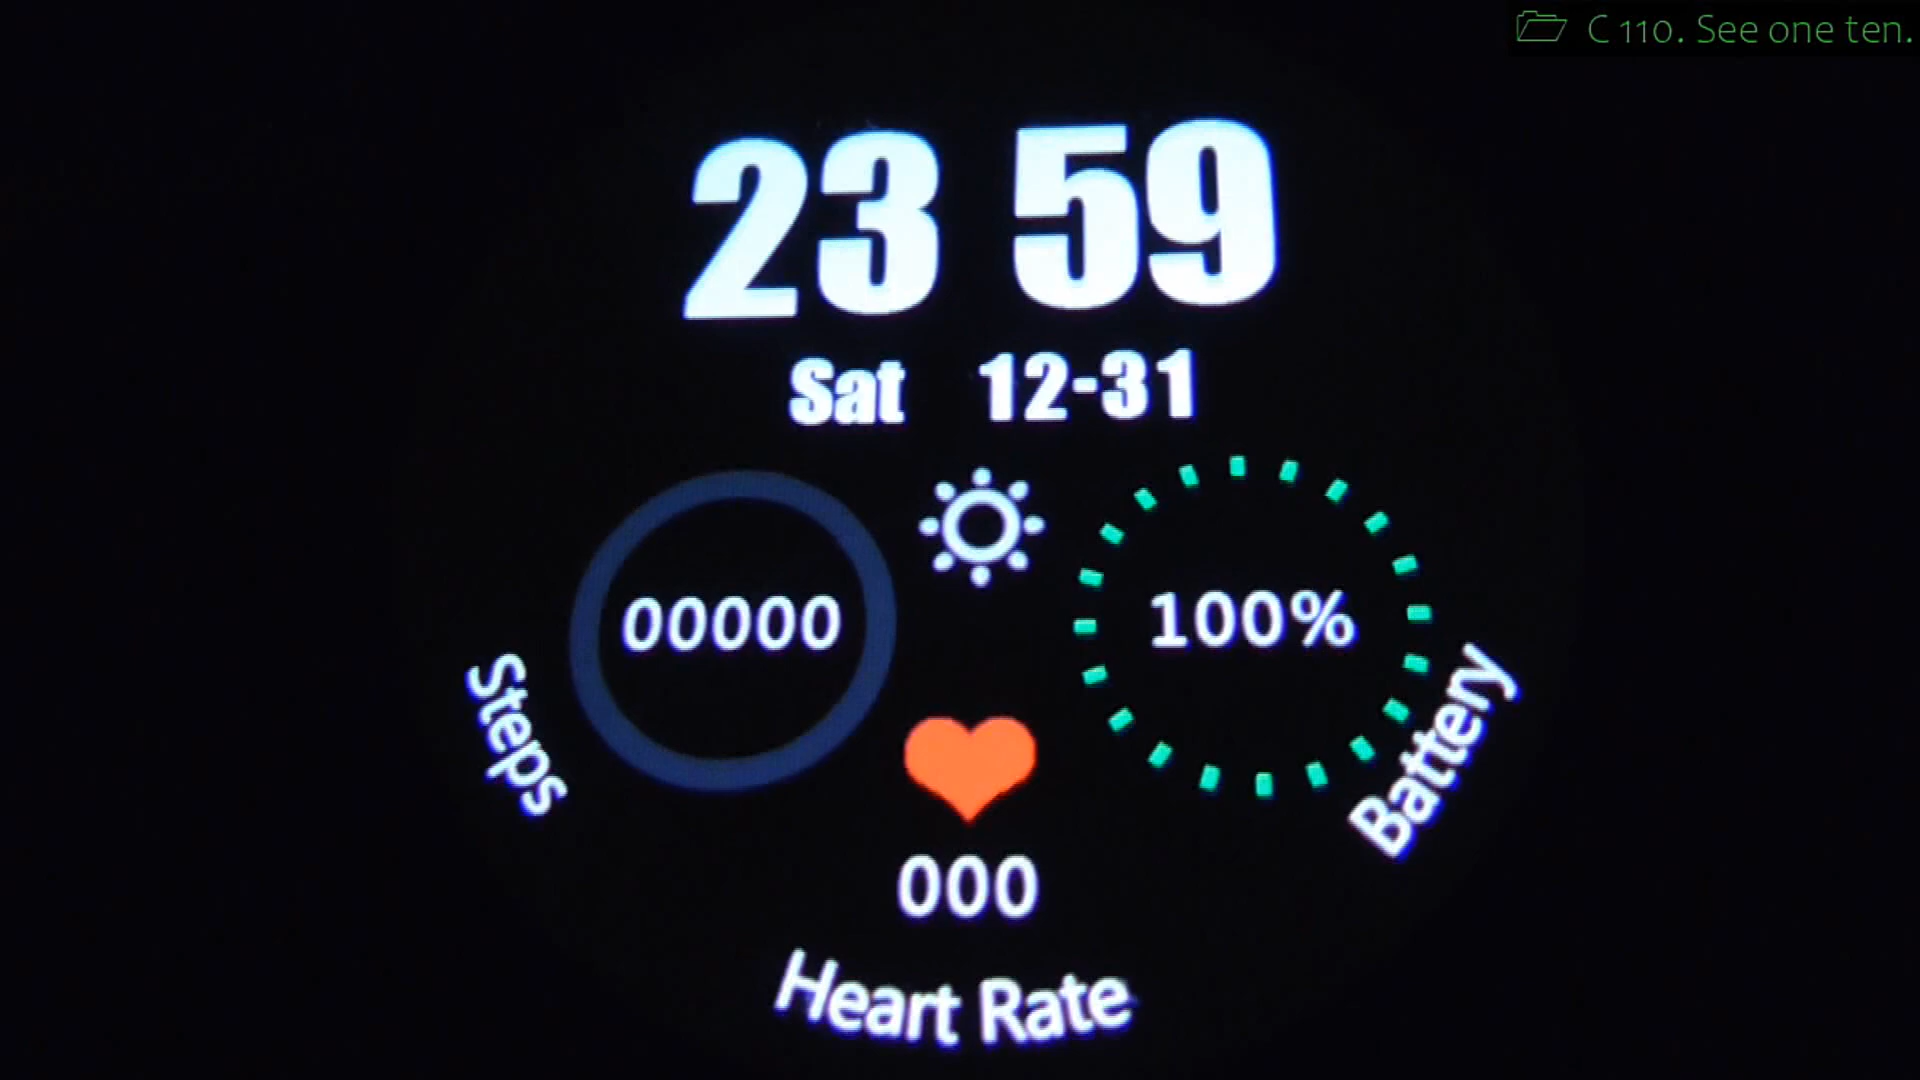 C 110. See one ten.
23 59
Sat 12-31
00000
100%
Steps
Battery
000
Heart Rate